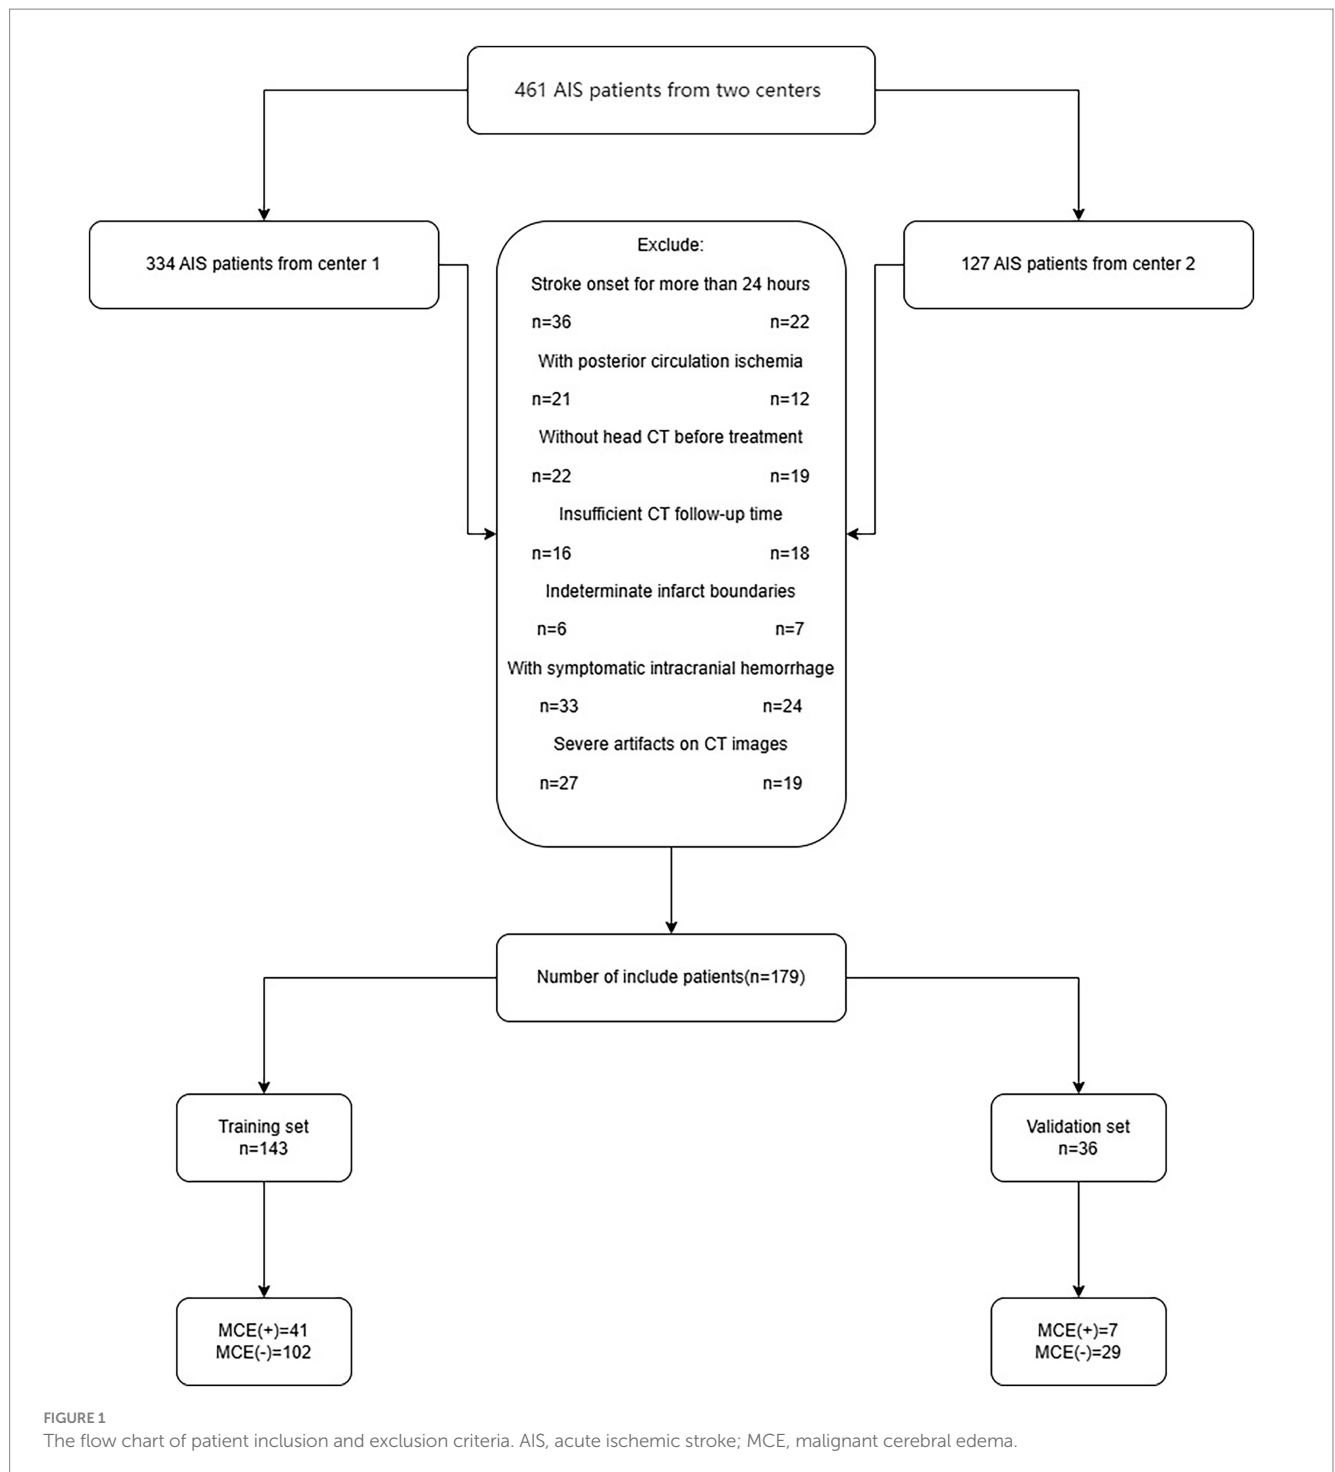 461 AIS patients from two centers
334 AIS patients from center 1
127 AIS patients from center 2
Exclude:
Stroke onset for more than 24 hours
n=36 n=22
With posterior circulation ischemia
n=21 n=12
Without head CT before treatment
n=22 n=19
Insufficient CT follow-up time
n=16 n=18
Indeterminate infarct boundaries
n=6 n=7
With symptomatic intracranial hemorrhage
n=33 n=24
Severe artifacts on CT images
n=27 n=19
Number of include patients(n=179)
Training set
n=143
Validation set
n=36
MCE(+)=41
MCE(-)=102
MCE(+)=7
MCE(-)=29
FIGURE 1
The flow chart of patient inclusion and exclusion criteria. AIS, acute ischemic stroke; MCE, malignant cerebral edema.